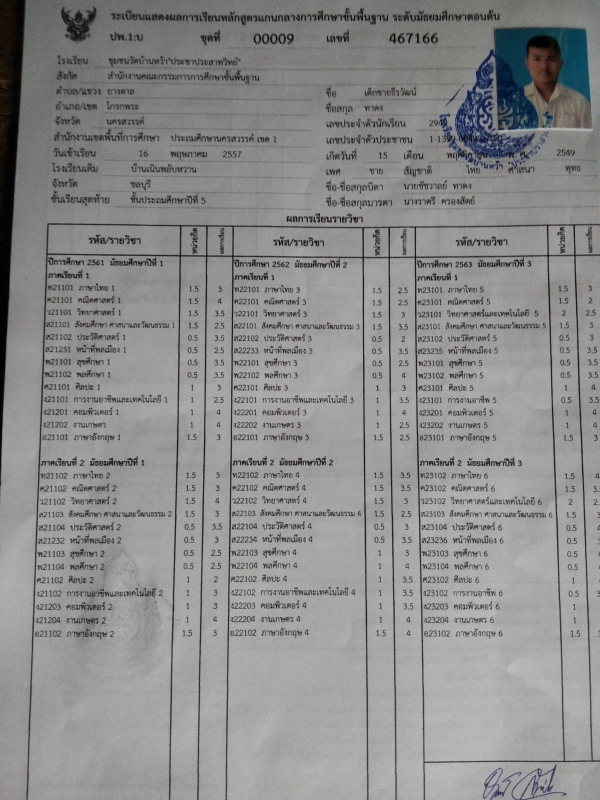 ระเบียนแสดงผลการเรียนหลักสูตรแกนกลางการศึกษาขั้นพื้นฐาน ระดับมัธยมศึกษาตอนต้น
ปพ.1:บ ชุดที่ 00009 เลขที่ 467166
โรงเรียน ชุมชนวัดบ้านหว้า"ประชาประสาทวิทย์"
สังกัด สำนักงานคณะกรรมการการศึกษาขั้นพื้นฐาน
ตำบล/แขวง ยางตาล
อำเภอ/เขต โกรกพระ
จังหวัด นครสวรรค์
สำนักงานเขตพื้นที่การศึกษา ประถมศึกษานครสวรรค์ เขต 1
วันเข้าเรียน 16 พฤษภาคม 2557
โรงเรียนเดิม บ้านเนินพลับหวาน
จังหวัด ชลบุรี
ชั้นเรียนสุดท้าย ชั้นประถมศึกษาปีที่ 5
ชื่อ เด็กชายธีรวัฒน์
ชื่อสกุล ทาดง
เลขประจำตัวนักเรียน
เลขประจำตัวประชาชน
เกิดวันที่ 15 เดือน พ.ศ. 2549
เพศ ชาย สัญชาติ ไทย ศาสนา พุทธ
ชื่อ-ชื่อสกุลบิดา นายชัชวาลย์ ทาดง
ชื่อ-ชื่อสกุลมารดา นางราตรี ครองสัตย์
ผลการเรียนรายวิชา
รหัส/รายวิชา หน่วยกิต ผลการเรียน
ปีการศึกษา 2561 มัธยมศึกษาปีที่ 1
ภาคเรียนที่ 1
ท21101 ภาษาไทย 1 1.5 3
ค21101 คณิตศาสตร์ 1 1.5 4
ว21101 วิทยาศาสตร์ 1 1.5 3.5
ส21101 สังคมศึกษา ศาสนาและวัฒนธรรม 1 1.5 2.5
ส21102 ประวัติศาสตร์ 1 0.5 3.5
ส21231 หน้าที่พลเมือง 1 0.5 2.5
พ21101 สุขศึกษา 1 0.5 3.5
พ21102 พลศึกษา 1 0.5 3.5
ศ21101 ศิลปะ 1 1 3
ง21101 การงานอาชีพและเทคโนโลยี 1 1 2.5
ง21201 คอมพิวเตอร์ 1 1 4
ง21202 งานเกษตร 1 4
อ21101 ภาษาอังกฤษ 1 1.5 3
ภาคเรียนที่ 2 มัธยมศึกษาปีที่ 1
ท21102 ภาษาไทย 2 1.5 3
ค21102 คณิตศาสตร์ 2 1.5 3
ว21102 วิทยาศาสตร์ 2 1.5 4
ส21103 สังคมศึกษา ศาสนาและวัฒนธรรม 2 1.5 3
ส21104 ประวัติศาสตร์ 2 0.5 2.5
ส21232 หน้าที่พลเมือง 2 0.5 3
พ21103 สุขศึกษา 2 0.5 2.5
พ21104 พลศึกษา 2 0.5 2.5
ศ21102 ศิลปะ 2 1 2
ง21102 การงานอาชีพและเทคโนโลยี 2 1 3
ง21203 คอมพิวเตอร์ 2 1 3
ง21204 งานเกษตร 2 1 4
อ21102 ภาษาอังกฤษ 2 1.5 3
รหัส/รายวิชา หน่วยกิต ผลการเรียน
ปีการศึกษา 2562 มัธยมศึกษาปีที่ 2
ภาคเรียนที่ 1
ท22101 ภาษาไทย 3 1.5 2.5
ค22101 คณิตศาสตร์ 3 1.5 2.5
ว22101 วิทยาศาสตร์ 3 1.5 3
ส22101 สังคมศึกษา ศาสนาและวัฒนธรรม 3 1.5 3.5
ส22102 ประวัติศาสตร์ 3 0.5 2
ส22233 หน้าที่พลเมือง 3 0.5 3.5
พ22101 สุขศึกษา 3 0.5 2.5
พ22102 พลศึกษา 3 0.5 4
ศ22101 ศิลปะ 3 1 3
ง22101 การงานอาชีพและเทคโนโลยี 3 1 3.5
ง22201 คอมพิวเตอร์ 3 1 4
ง22202 งานเกษตร 3 1 2.5
อ22101 ภาษาอังกฤษ 3 1.5 2.5
ภาคเรียนที่ 2 มัธยมศึกษาปีที่ 2
ท22102 ภาษาไทย 4 1.5 3.5
ค22102 คณิตศาสตร์ 4 1.5 3.5
ว22102 วิทยาศาสตร์ 4 1.5 3
ส22103 สังคมศึกษา ศาสนาและวัฒนธรรม 4 1.5 2.5
ส22104 ประวัติศาสตร์ 4 0.5 3
ส22234 หน้าที่พลเมือง 4 0.5 3
พ22103 สุขศึกษา 4 0.5 3
พ22104 พลศึกษา 4 0.5 4
ศ22102 ศิลปะ 4 1 3.5
ง22102 การงานอาชีพและเทคโนโลยี 4 1 3.5
ง22203 คอมพิวเตอร์ 4 1 3.5
ง22204 งานเกษตร 4 1 4
อ22102 ภาษาอังกฤษ 4 1.5 4
รหัส/รายวิชา หน่วยกิต ผลการเรียน
ปีการศึกษา 2563 มัธยมศึกษาปีที่ 3
ภาคเรียนที่ 1
ท23101 ภาษาไทย 5 1.5 3
ค23101 คณิตศาสตร์ 5 1.5 2
ว23101 วิทยาศาสตร์และเทคโนโลยี 5 2 2.5
ส23101 สังคมศึกษา ศาสนาและวัฒนธรรม 5 1.5 3
ส23102 ประวัติศาสตร์ 5 0.5 3
ส23235 หน้าที่พลเมือง 5 0.5 3.5
พ23101 สุขศึกษา 5 0.5 3.5
พ23102 พลศึกษา 5 0.5 3.5
ศ23101 ศิลปะ 5 1 4
ง23101 การงานอาชีพ 5 0.5 3.5
ง23201 คอมพิวเตอร์ 5 1 4
ง23202 งานเกษตร 5 1 4
อ23101 ภาษาอังกฤษ 5 1.5 3
ภาคเรียนที่ 2 มัธยมศึกษาปีที่ 3
ท23102 ภาษาไทย 6 1.5 4
ค23102 คณิตศาสตร์ 6 1.5 3
ว23102 วิทยาศาสตร์และเทคโนโลยี 6 2 2
ส23103 สังคมศึกษา ศาสนาและวัฒนธรรม 6 1.5 3
ส23104 ประวัติศาสตร์ 6 0.5
ส23236 หน้าที่พลเมือง 6 0.5
พ23103 สุขศึกษา 6 0.5
พ23104 พลศึกษา 6 0.5
ศ23102 ศิลปะ 6 1
ง23102 การงานอาชีพ 6 0.5
ง23203 คอมพิวเตอร์ 6 1
ง23204 งานเกษตร 6 1
อ23102 ภาษาอังกฤษ 6 1.5